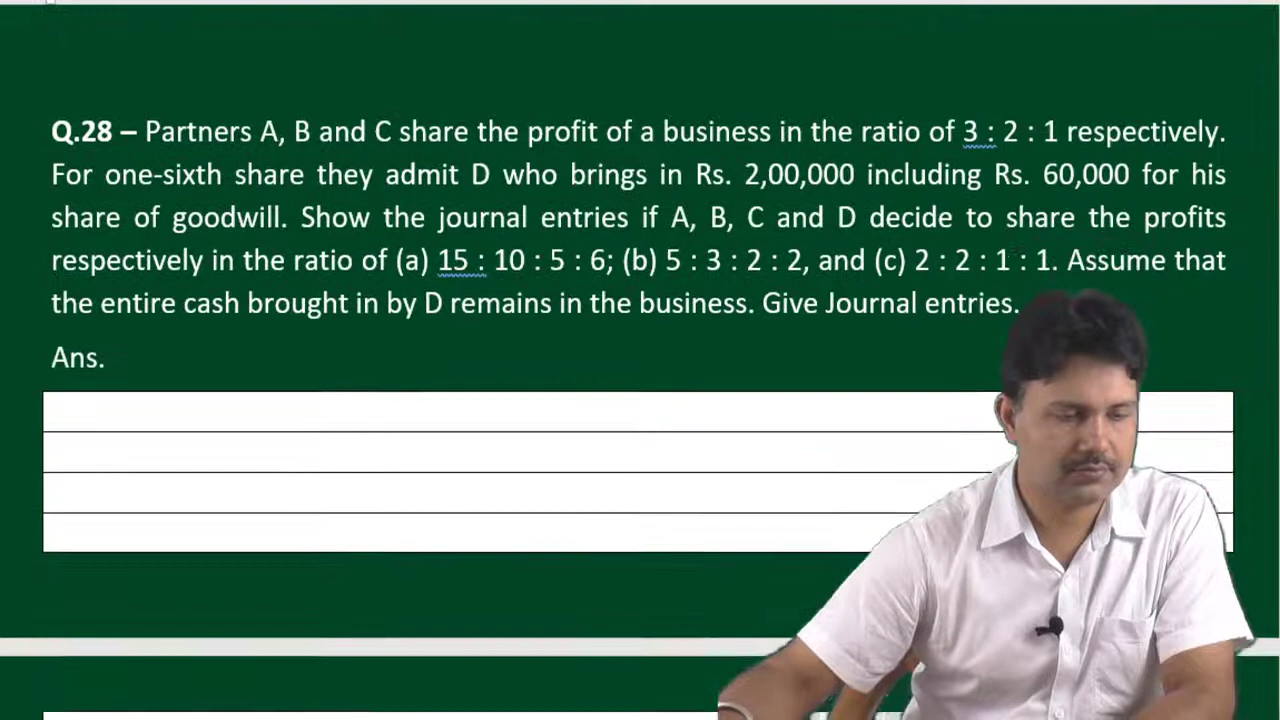 Q.28 – Partners A, B and C share the profit of a business in the ratio of 3 : 2 : 1 respectively.
For one-sixth share they admit D who brings in Rs. 2,00,000 including Rs. 60,000 for his
share of goodwill. Show the journal entries if A, B, C and D decide to share the profits
respectively in the ratio of (a) 15 : 10 : 5 : 6; (b) 5 : 3 : 2 : 2, and (c) 2 : 2 : 1 : 1. Assume that
the entire cash brought in by D remains in the business. Give Journal entries.
Ans.